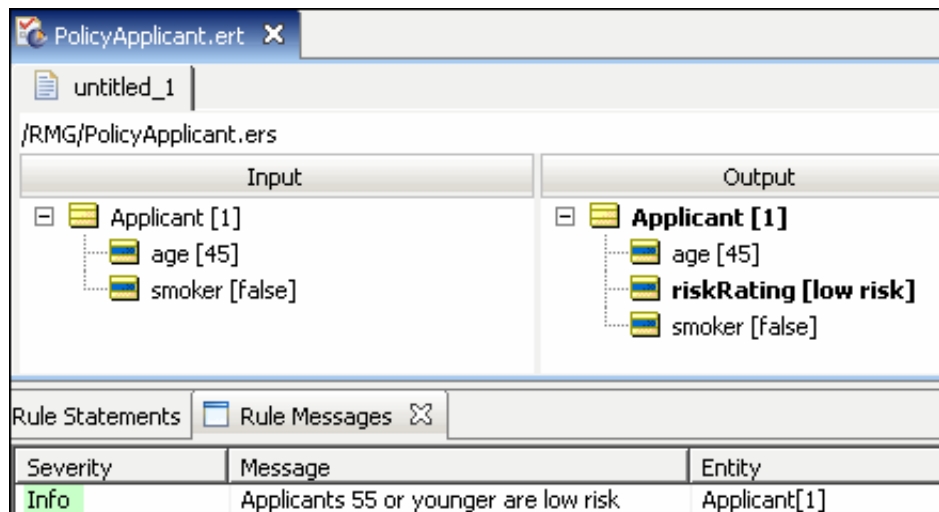 PolicyApplicant.ert
untitled_1
/RMG/PolicyApplicant.ers
Input Output
Applicant [1] Applicant [1]
age [45] age [45]
smoker [false] riskRating [low risk]
smoker [false]
Rule Statements Rule Messages
Severity Message Entity
Info Applicants 55 or younger are low risk Applicant[1]